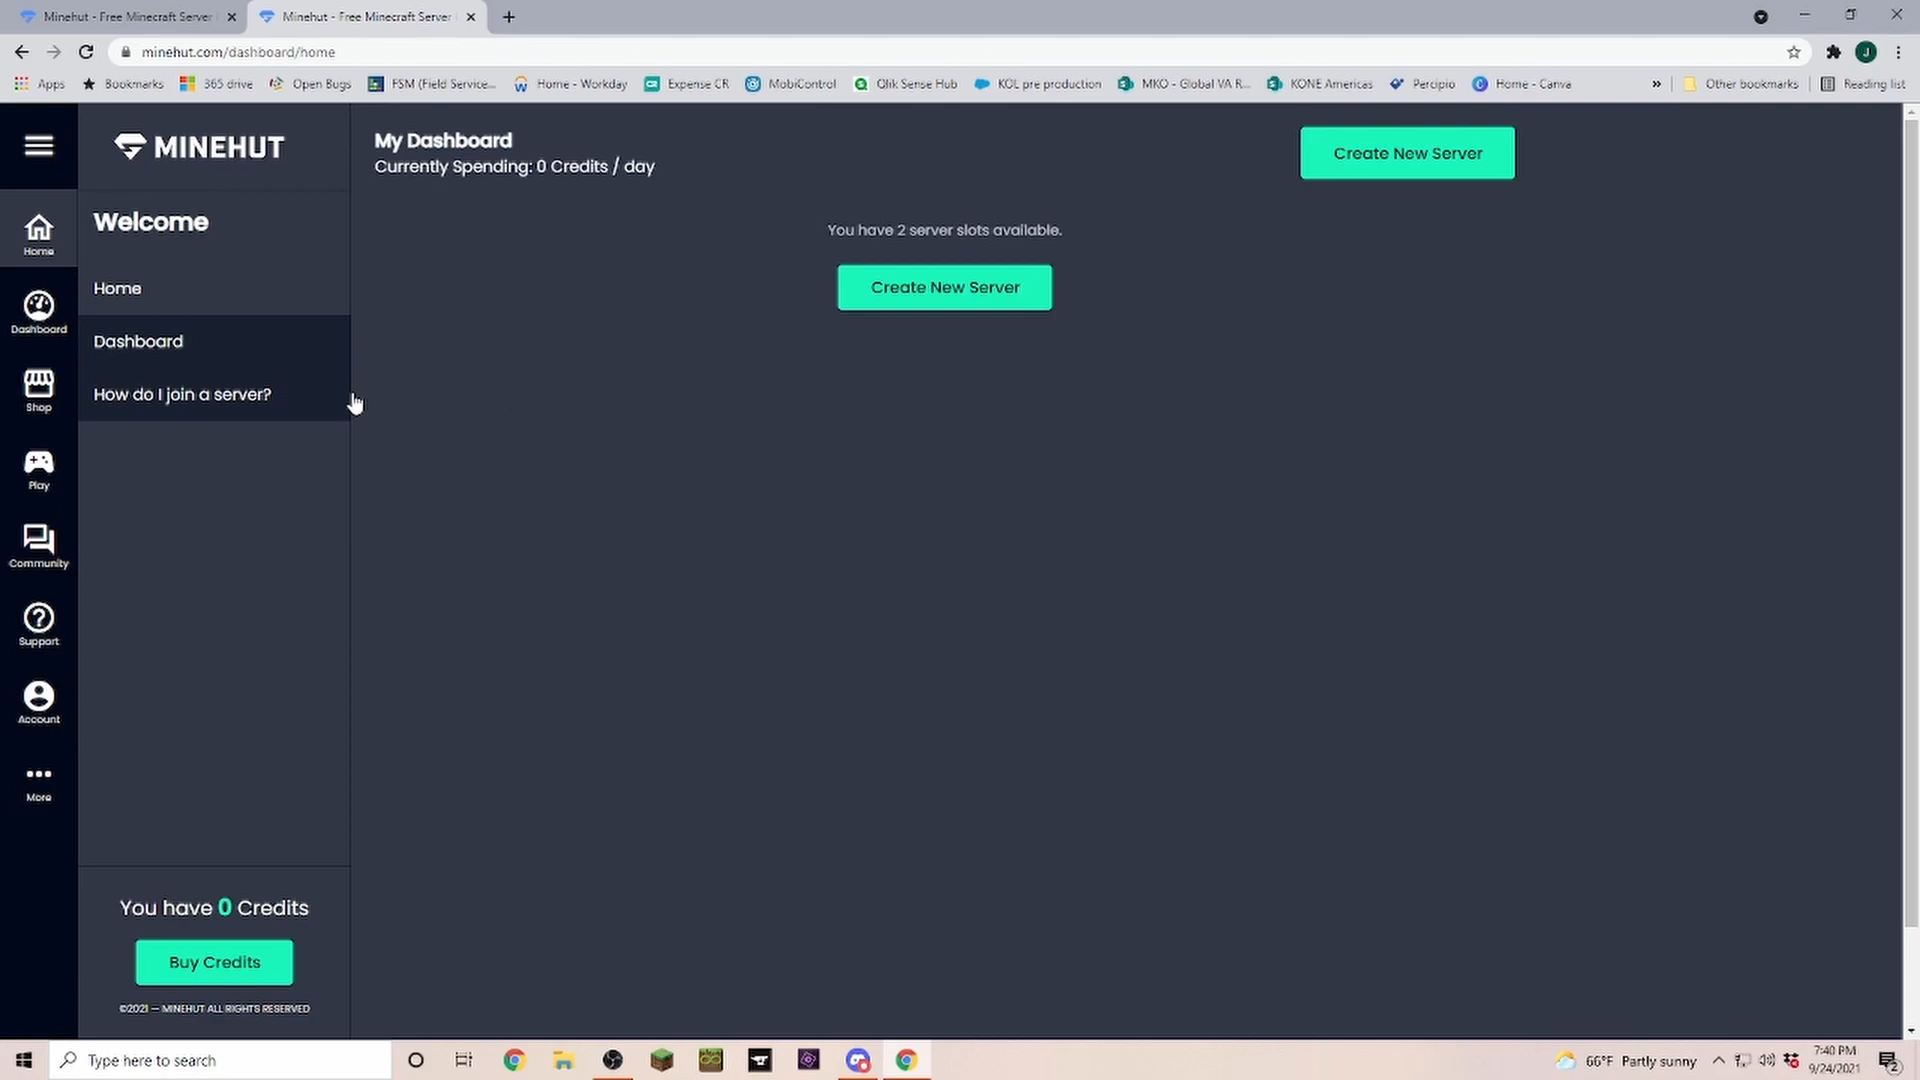 Minehut - Free Minecraft Server
Minehut - Free Minecraft Server
minehut.com/dashboard/home
J
Apps
Bookmarks
365 drive
Open Bugs
FSM (Field Service...
Home - Workday
Expense CR
MobiControl
Qlik Sense Hub
KOL pre production
MKO - Global VA R...
KONE Americas
Percipio
Home - Canva
»
Other bookmarks
Reading list
MINEHUT
My Dashboard
Currently Spending: 0 Credits / day
Create New Server
Welcome
You have 2 server slots available.
Create New Server
Home
Dashboard
How do I join a server?
Home
Dashboard
Shop
Play
Community
Support
Account
More
You have 0 Credits
Buy Credits
©2021 — MINEHUT ALL RIGHTS RESERVED
Type here to search
66°F Partly sunny
7:40 PM
9/24/2021
2